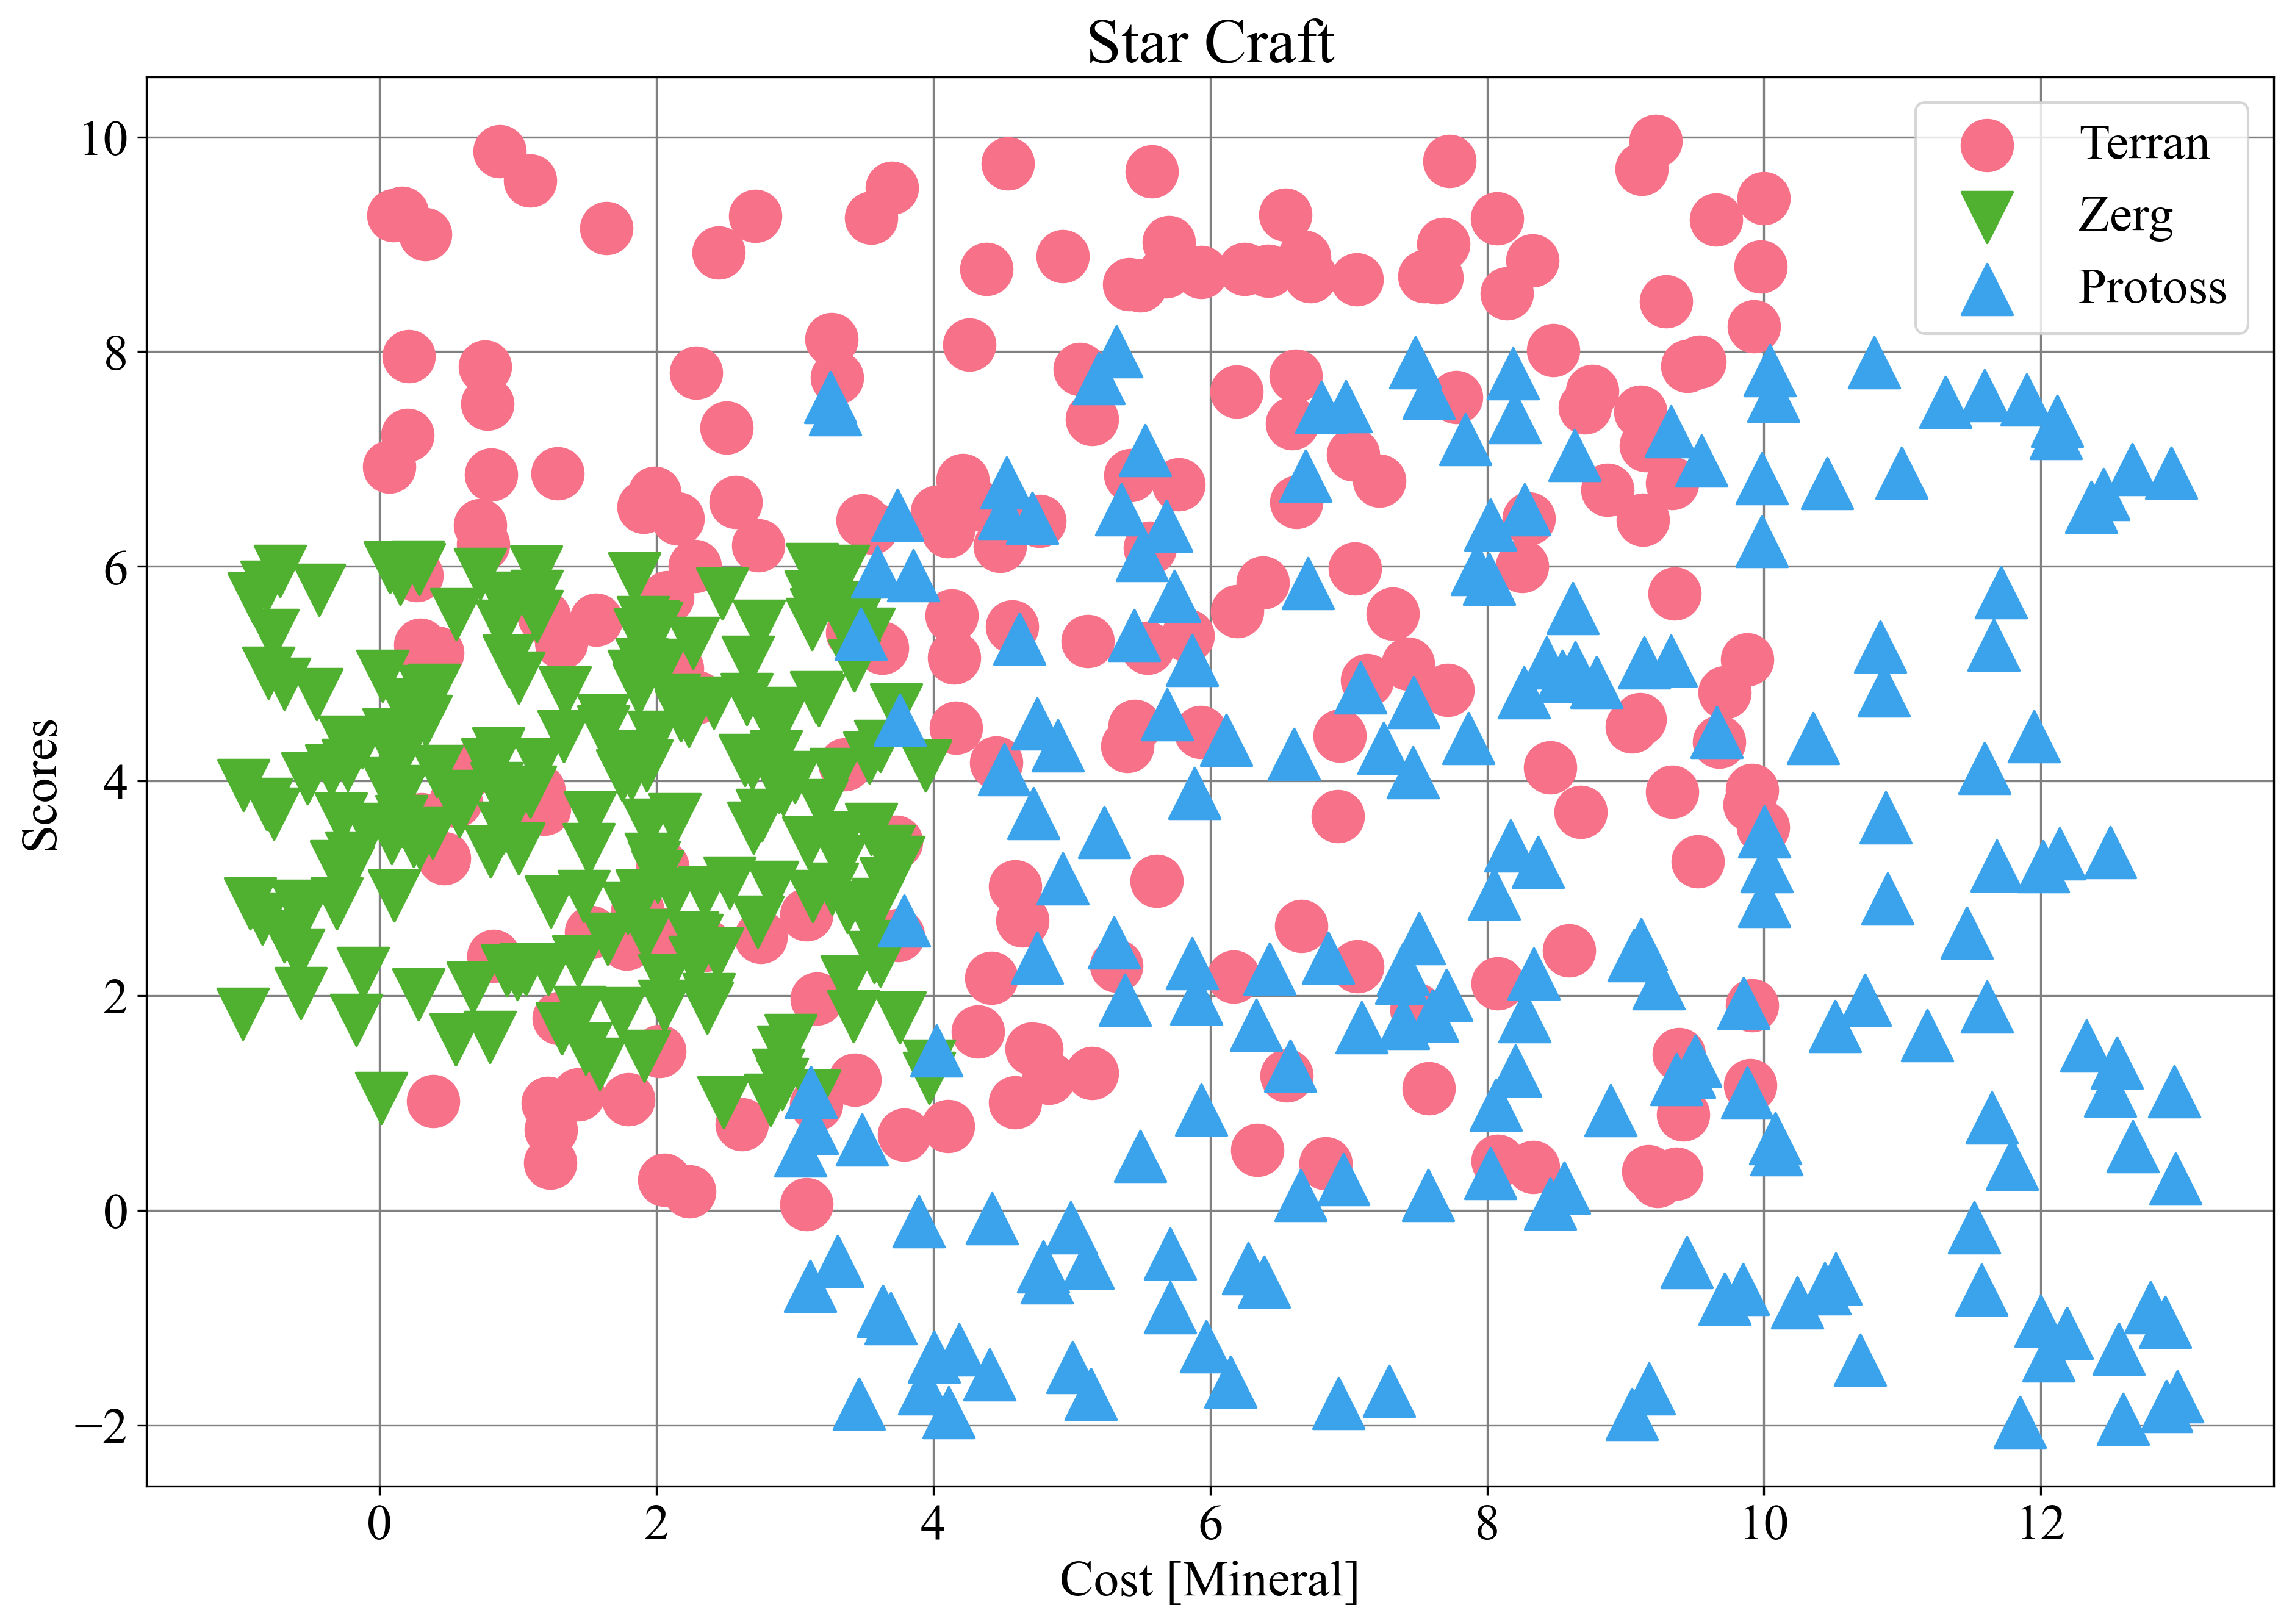 Star Craft
10
8
6
4
2
0
−2
Scores
Terran
Zerg
Protoss
0 2 4 6 8 10 12
Cost [Mineral]